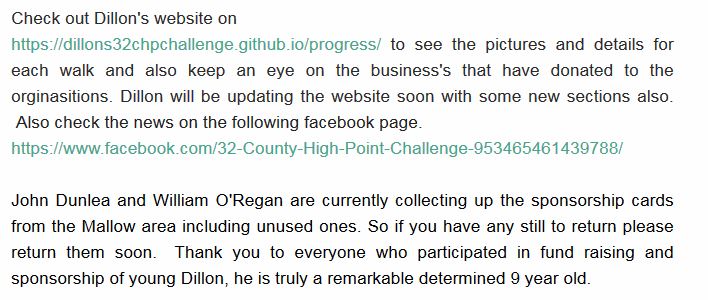 Check out Dillon's website on
https://dillons32chpchallenge.github.io/progress/ to see the pictures and details for
each walk and also keep an eye on the business's that have donated to the
orginasitions. Dillon will be updating the website soon with some new sections also.
Also check the news on the following facebook page.
https://www.facebook.com/32-County-High-Point-Challenge-953465461439788/
John Dunlea and William O'Regan are currently collecting up the sponsorship cards
from the Mallow area including unused ones. So if you have any still to return please
return them soon. Thank you to everyone who participated in fund raising and
sponsorship of young Dillon, he is truly a remarkable determined 9 year old.